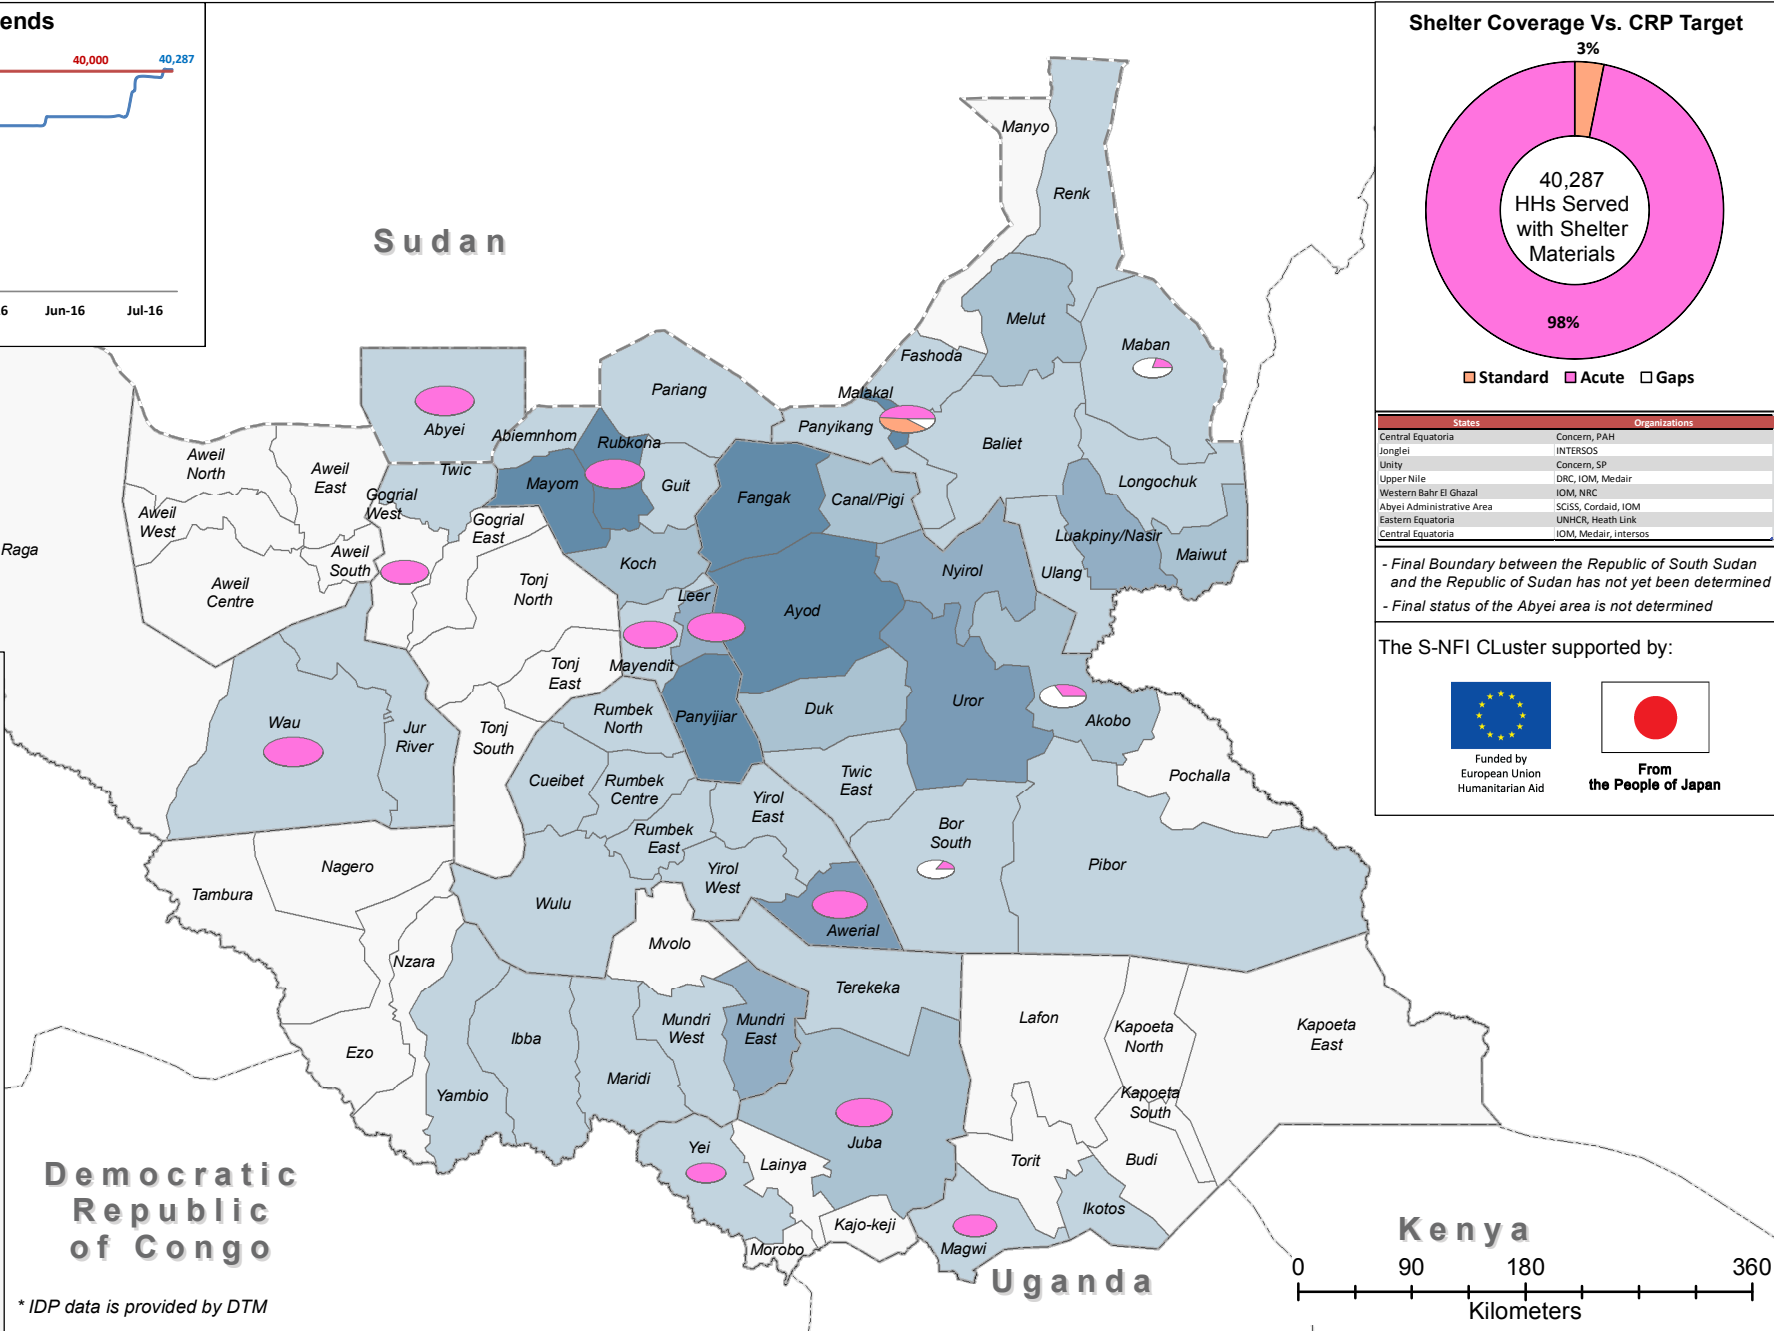 ends
40,000
40,287
6
Jun-16
Jul-16
Shelter Coverage Vs. CRP Target
3%
40,287
HHs Served
with Shelter
Materials
98%
Standard
Acute
Gaps
States
Organizations
Central Equatoria
Concern, PAH
Jonglei
INTERSOS
Unity
Concern, SP
Upper Nile
DRC, IOM, Medair
Western Bahr El Ghazal
IOM, NRC
Abyei Administrative Area
SCiSS, Cordaid, IOM
Eastern Equatoria
UNHCR, Heath Link
Central Equatoria
IOM, Medair, intersos
- Final Boundary between the Republic of South Sudan
and the Republic of Sudan has not yet been determined
- Final status of the Abyei area is not determined
The S-NFI CLuster supported by:
Funded by
European Union
Humanitarian Aid
From
the People of Japan
Sudan
Manyo
Renk
Melut
Maban
Fashoda
Malakal
Pariang
Panyikang
Baliet
Abyei
Abiemnhom
Rubkona
Twic
Aweil
North
Aweil
East
Gogrial
West
Mayom
Guit
Fangak
Canal/Pigi
Longochuk
Aweil
West
Gogrial
East
Luakpiny/Nasir
Maiwut
Raga
Aweil
South
Aweil
Centre
Tonj
North
Koch
Nyirol
Ulang
Leer
Ayod
Mayendit
Tonj
East
Wau
Jur
River
Tonj
South
Rumbek
North
Panyijiar
Duk
Uror
Akobo
Pochalla
Cueibet
Rumbek
Centre
Twic
East
Yirol
East
Rumbek
East
Bor
South
Pibor
Nagero
Tambura
Yirol
West
Wulu
Awerial
Mvolo
Nzara
Terekeka
Lafon
Kapoeta
North
Kapoeta
East
Ezo
Ibba
Mundri
West
Mundri
East
Maridi
Yambio
Kapoeta
South
Juba
Yei
Lainya
Torit
Budi
Ikotos
Kajo-keji
Morobo
Magwi
Democratic
Republic
of Congo
Uganda
Kenya
0
90
180
360
Kilometers
* IDP data is provided by DTM